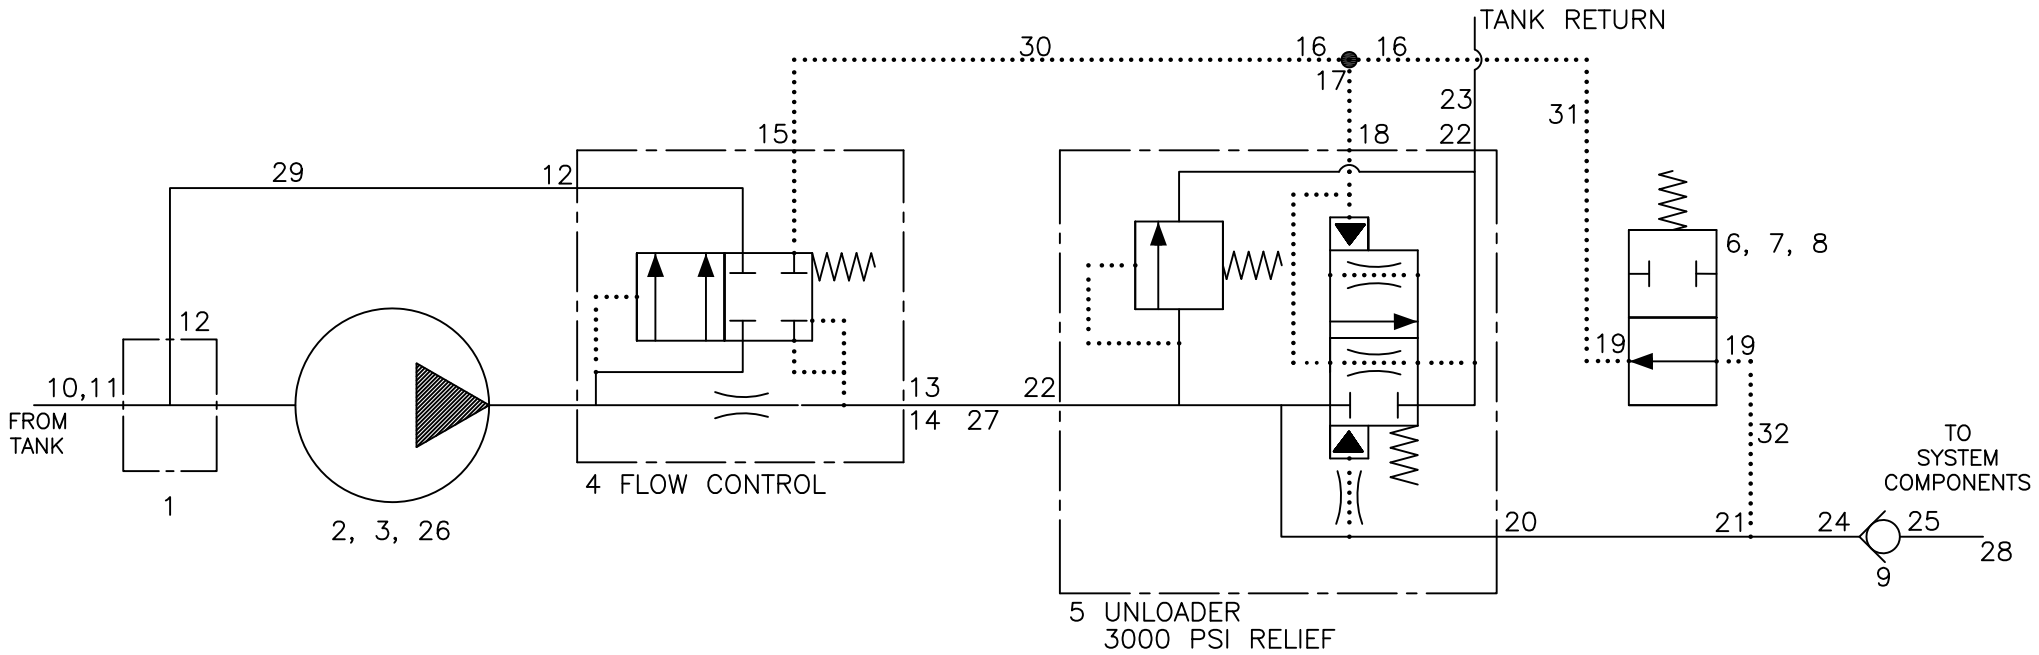 TANK RETURN
30
16
16
17
23
31
15
18
22
29
12
6, 7, 8
12
19
19
10,11
13
22
FROM
TANK
14
27
32
TO
SYSTEM
COMPONENTS
4 FLOW CONTROL
1
2, 3, 26
20
21
24
25
28
9
5 UNLOADER
3000 PSI RELIEF